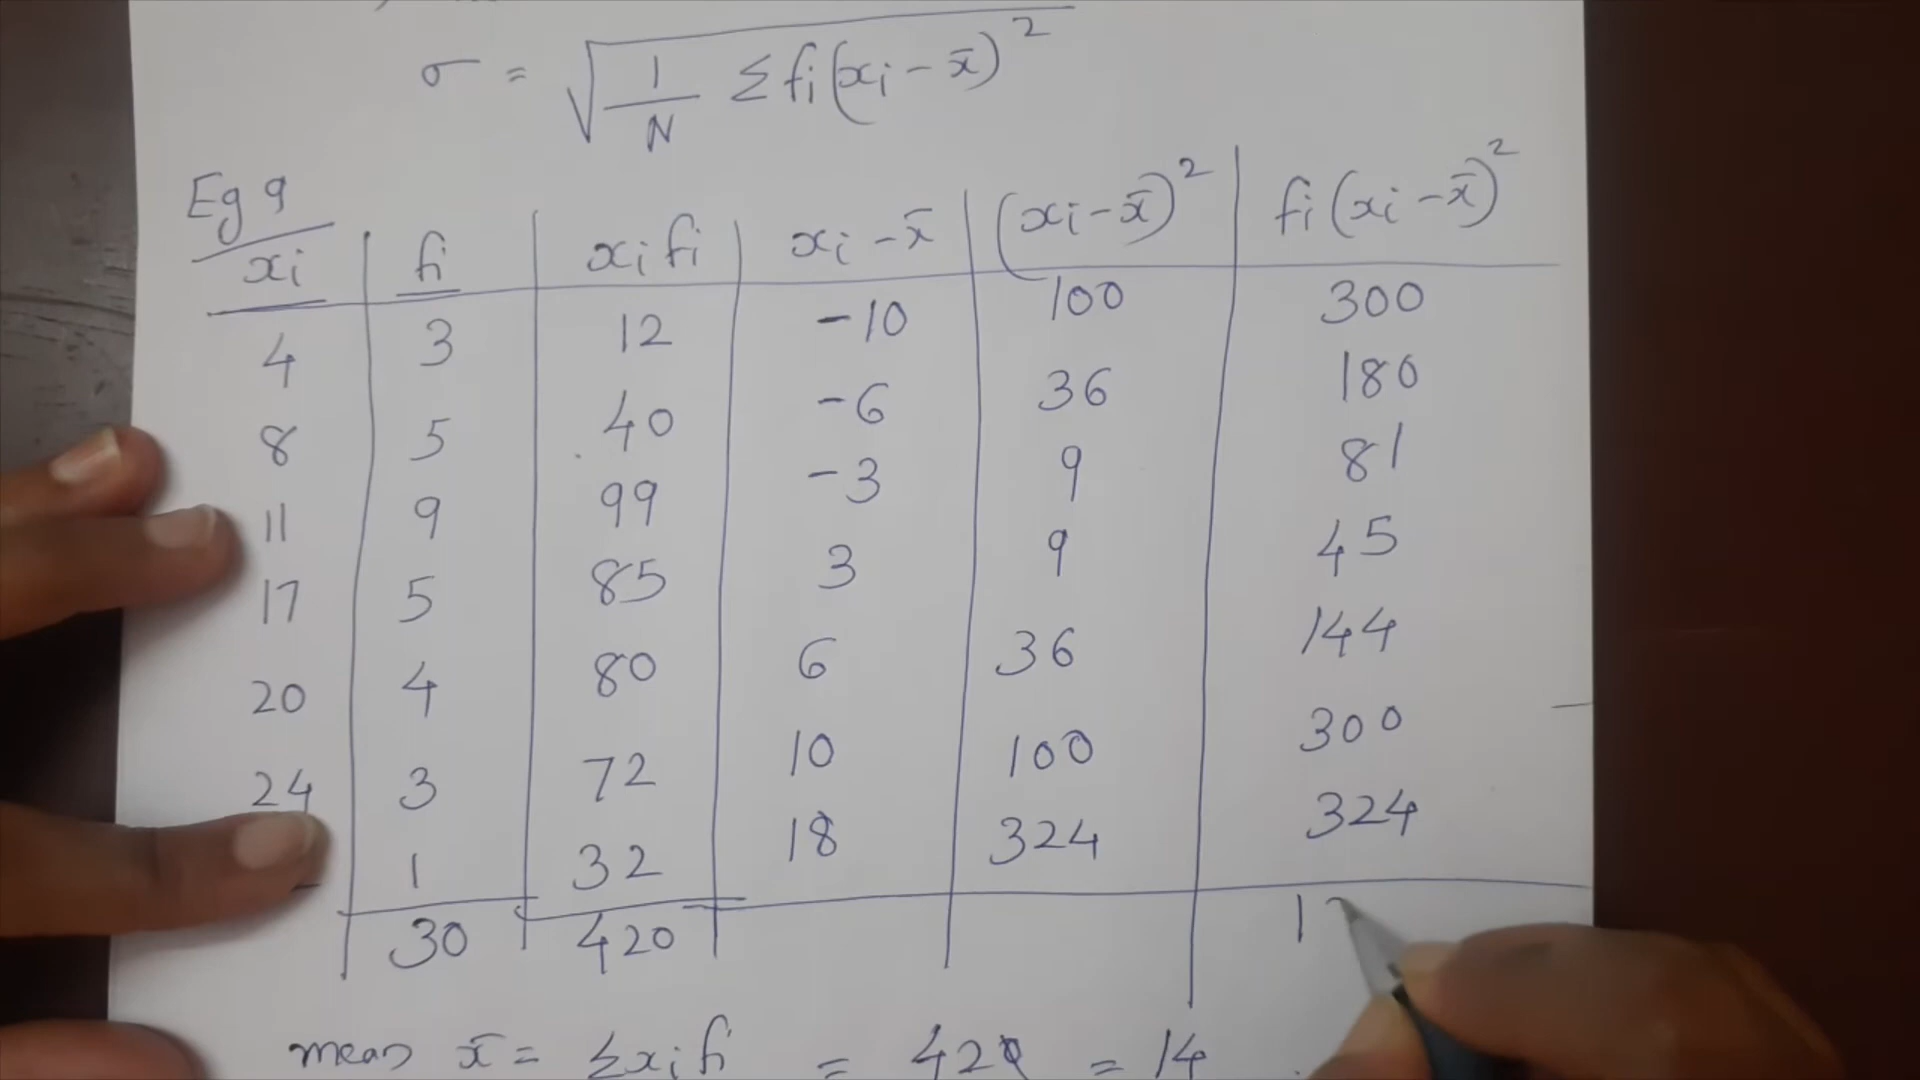 σ = √(1/N Σfi(xi - x̄)²)
Eg 9
xi fi xi fi xi - x̄ (xi - x̄)² fi(xi - x̄)²
4 3 12 -10 100 300
8 5 40 -6 36 180
11 9 99 -3 9 81
17 5 85 3 9 45
20 4 80 6 36 144
24 3 72 10 100 300
1 32 18 324 324
30 420 1
mean x̄ = Σxifi = 420 = 14